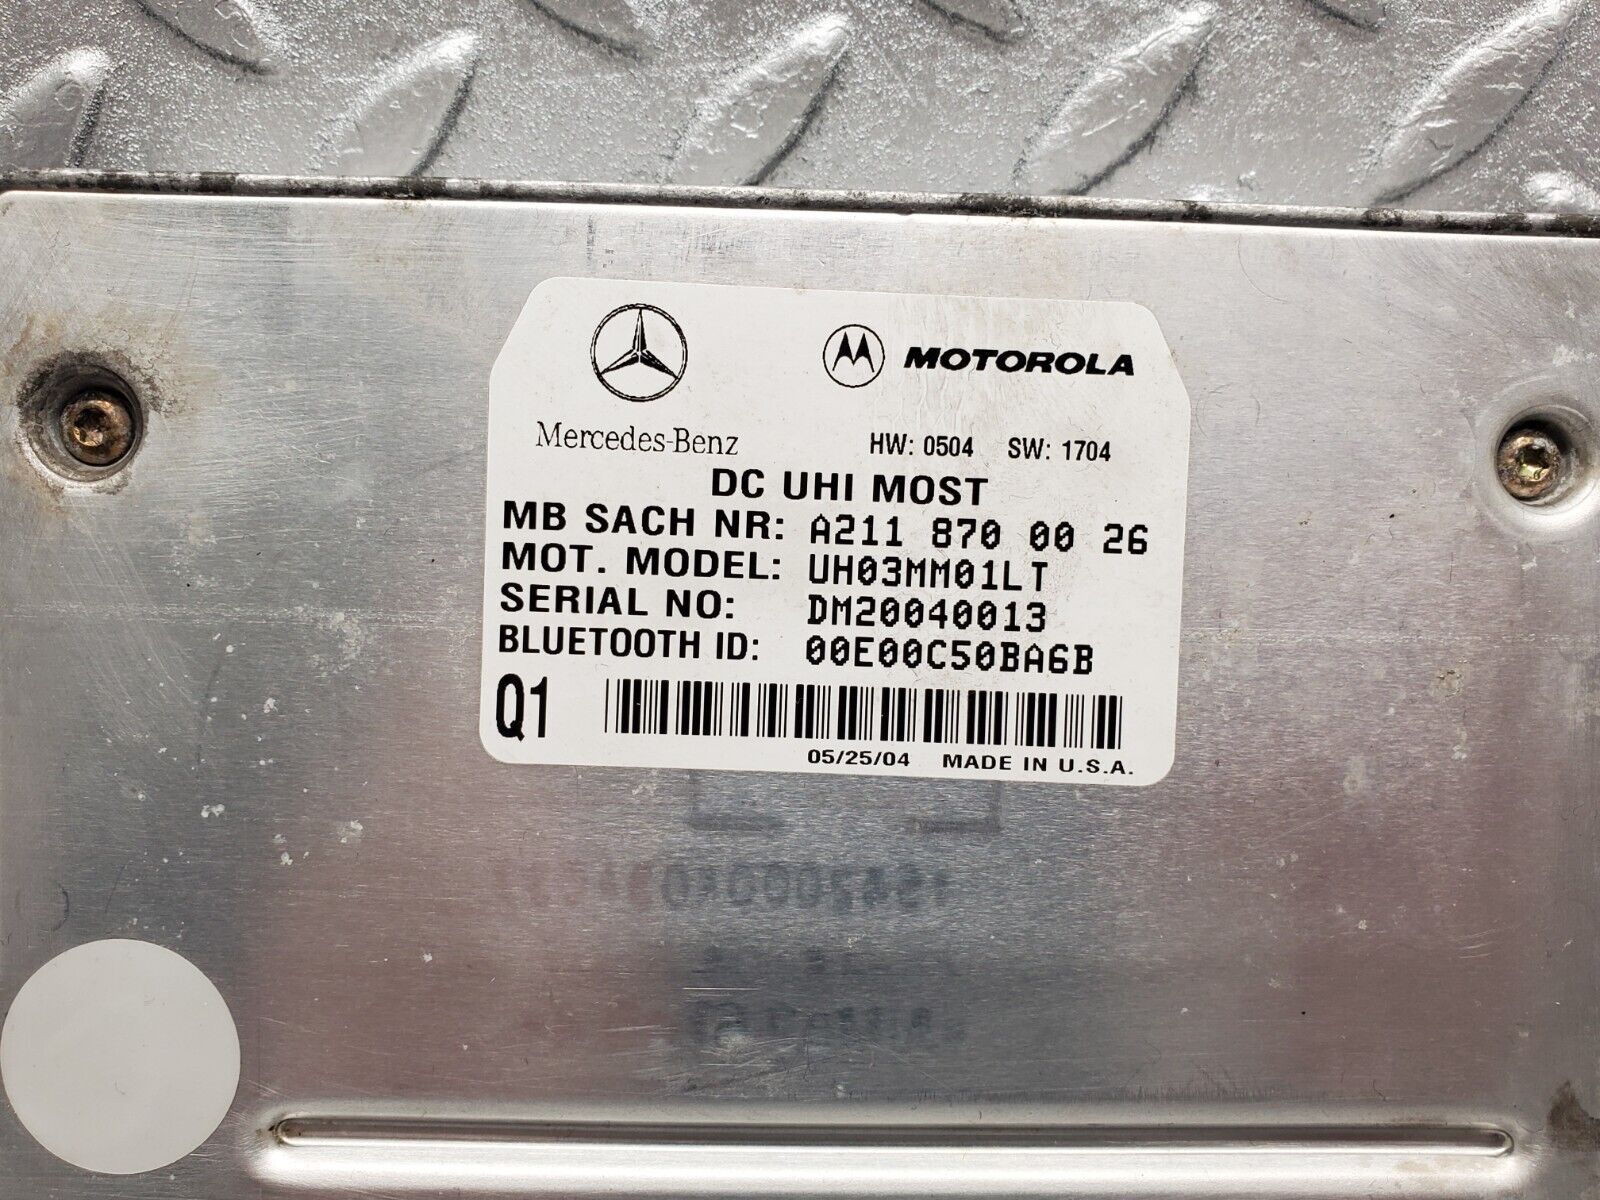 MOTOROLA
Mercedes-Benz
HW: 0504 SW: 1704
DC UHI MOST
MB SACH NR: A211 870 00 26
MOT. MODEL: UH03MM01LT
SERIAL NO: DM20040013
BLUETOOTH ID: 00E00C50BA6B
Q1
05/25/04 MADE IN U.S.A.